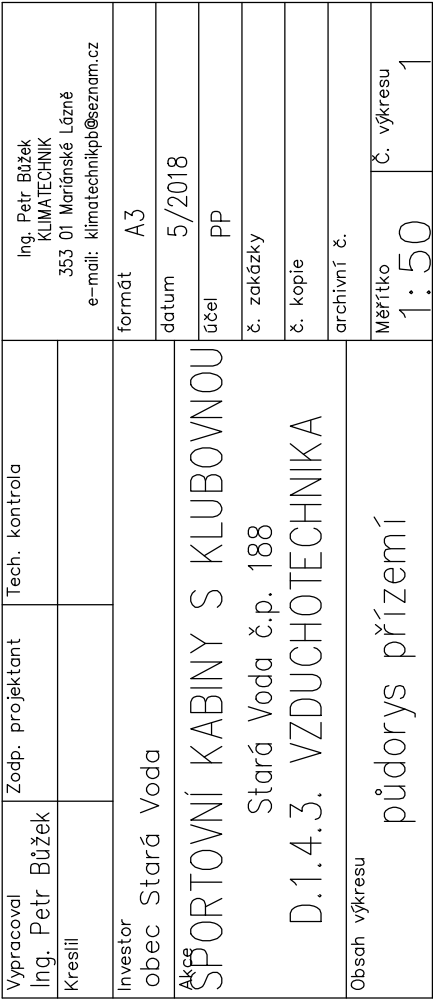 Vypracoval
Ing. Petr Bůžek
Zodp. projektant
Tech. kontrola
Kreslil
Ing. Petr Bůžek
KLIMATECHNIK
353 01 Mariánské Lázně
e-mail: klimatechnikpb@seznam.cz
Investor
obec Stará Voda
Akce
SPORTOVNÍ KABINY S KLUBOVNOU
Stará Voda č.p. 188
D.1.4.3. VZDUCHOTECHNIKA
formát A3
datum 5/2018
účel PP
č. zakázky
č. kopie
archivní č.
Obsah výkresu
půdorys přízemí
Měřítko
1:50
Č. výkresu
1